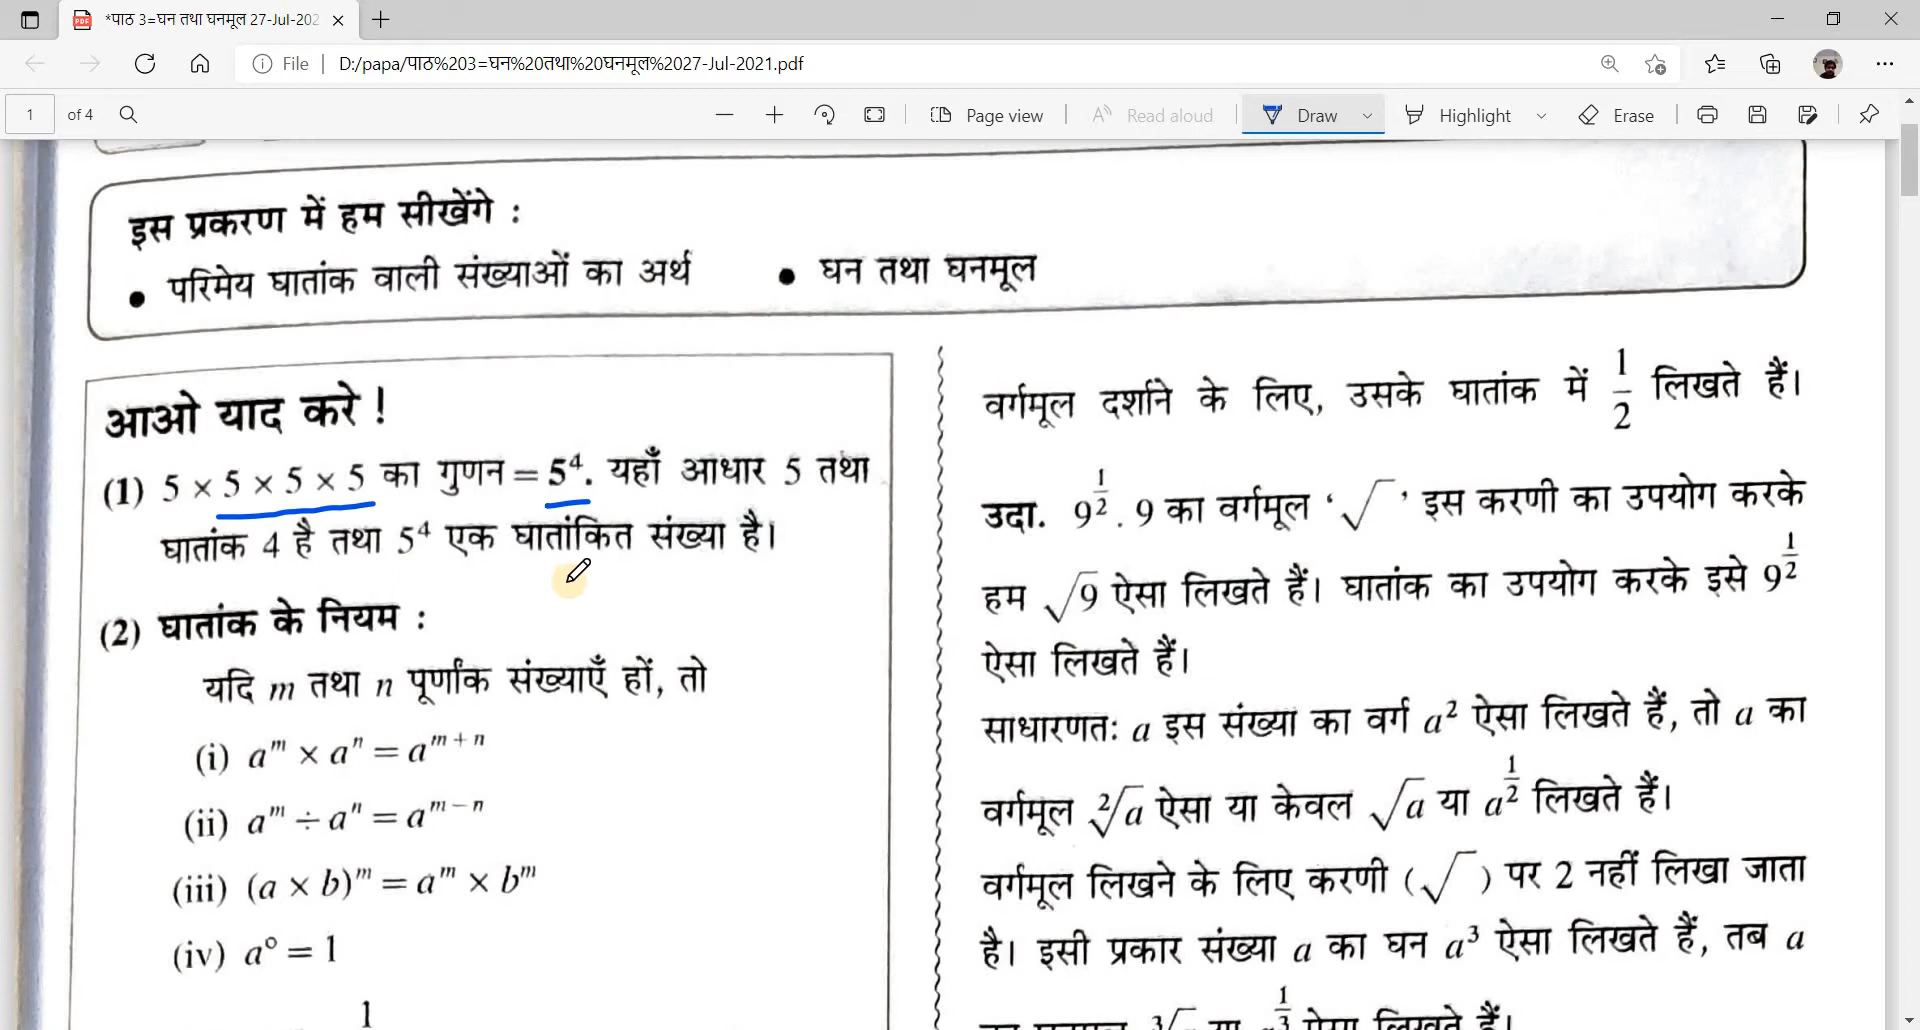 *पाठ 3=घन तथा घनमूल 27-Jul-202
File
D:/papa/पाठ%203=घन%20तथा%20घनमूल%2027-Jul-2021.pdf
1 of 4
Page view
Read aloud
Draw
Highlight
Erase
इस प्रकरण में हम सीखेंगे :
• परिमेय घातांक वाली संख्याओं का अर्थ • घन तथा घनमूल
आओ याद करे !
(1) 5 × 5 × 5 × 5 का गुणन = 5⁴. यहाँ आधार 5 तथा
घातांक 4 है तथा 5⁴ एक घातांकित संख्या है।
(2) घातांक के नियम :
यदि m तथा n पूर्णांक संख्याएँ हों, तो
(i) aᵐ × aⁿ = aᵐ⁺ⁿ
(ii) aᵐ ÷ aⁿ = aᵐ⁻ⁿ
(iii) (a × b)ᵐ = aᵐ × bᵐ
(iv) a° = 1
1
वर्गमूल दर्शाने के लिए, उसके घातांक में 1/2 लिखते हैं।
उदा. 9^(1/2) . 9 का वर्गमूल ‘√ ’ इस करणी का उपयोग करके
हम √9 ऐसा लिखते हैं। घातांक का उपयोग करके इसे 9^(1/2)
ऐसा लिखते हैं।
साधारणतः a इस संख्या का वर्ग a² ऐसा लिखते हैं, तो a का
वर्गमूल ²√a ऐसा या केवल √a या a^(1/2) लिखते हैं।
वर्गमूल लिखने के लिए करणी (√ ) पर 2 नहीं लिखा जाता
है। इसी प्रकार संख्या a का घन a³ ऐसा लिखते हैं, तब a
या 1/3 ऐसा लिखते हैं।